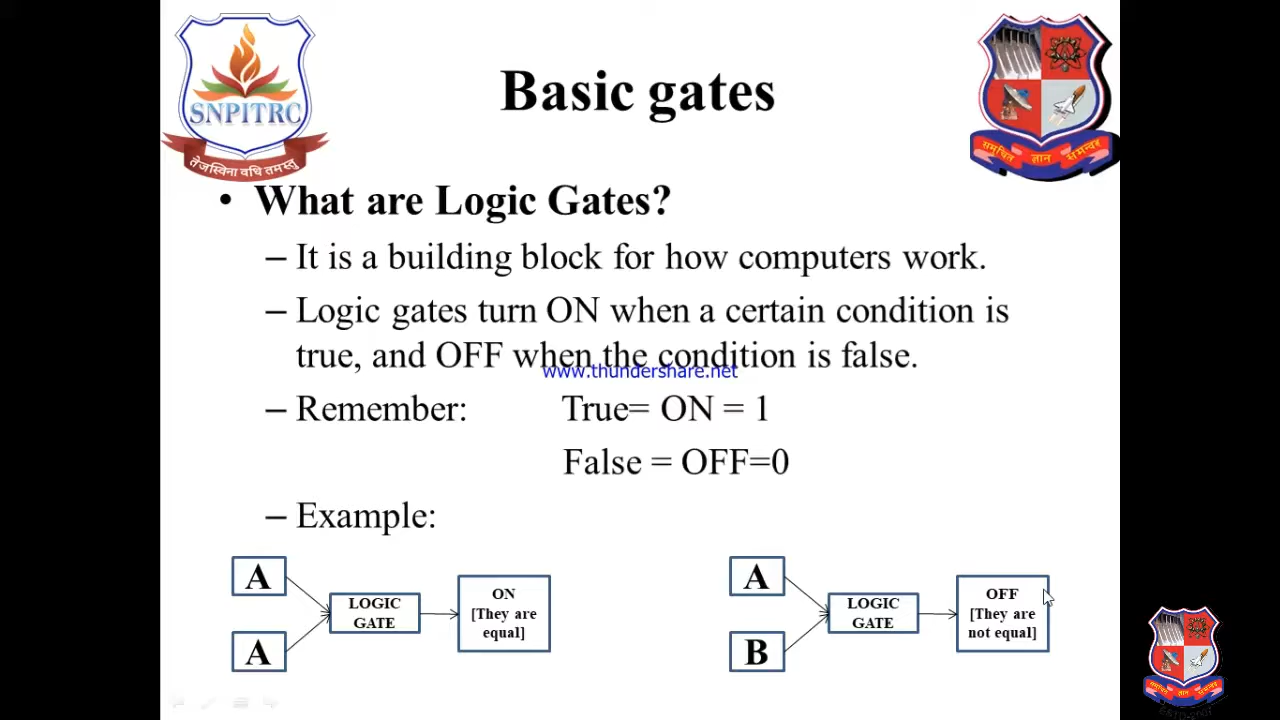 Basic gates
SNPITRC
तेजस्विना वधि तमस्तु
समचित ज्ञान समन्वर
• What are Logic Gates?
– It is a building block for how computers work.
– Logic gates turn ON when a certain condition is
true, and OFF when the condition is false.
www.thundershare.net
– Remember: True= ON = 1
False = OFF=0
– Example:
A
A
LOGIC
GATE
ON
[They are
equal]
A
B
LOGIC
GATE
OFF
[They are
not equal]